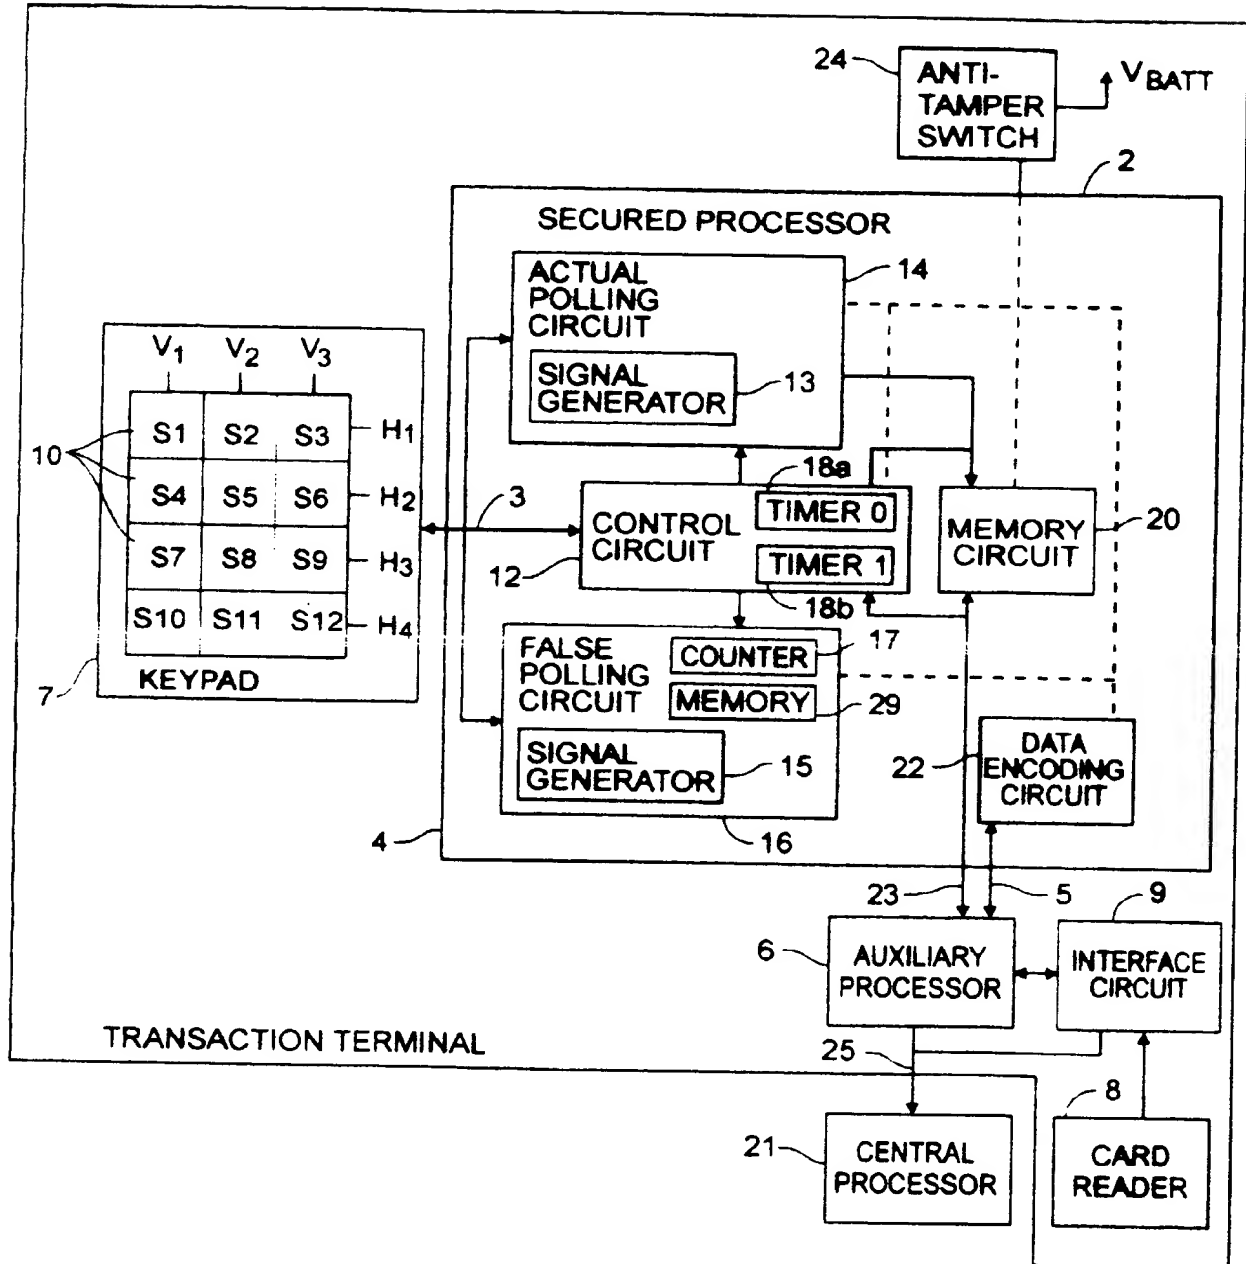 24
ANTI-
TAMPER
SWITCH
VBATT
2
SECURED PROCESSOR
ACTUAL
POLLING
CIRCUIT
14
SIGNAL
GENERATOR
13
V1 V2 V3
S1 S2 S3 H1
10
S4 S5 S6 H2
S7 S8 S9 H3
S10 S11 S12 H4
KEYPAD
7
3
18a
CONTROL
CIRCUIT
TIMER 0
TIMER 1
12
18b
MEMORY
CIRCUIT
20
FALSE
POLLING
CIRCUIT
COUNTER
17
MEMORY
29
SIGNAL
GENERATOR
15
16
4
22
DATA
ENCODING
CIRCUIT
23
5
9
6
AUXILIARY
PROCESSOR
INTERFACE
CIRCUIT
TRANSACTION TERMINAL
25
8
21
CENTRAL
PROCESSOR
CARD
READER